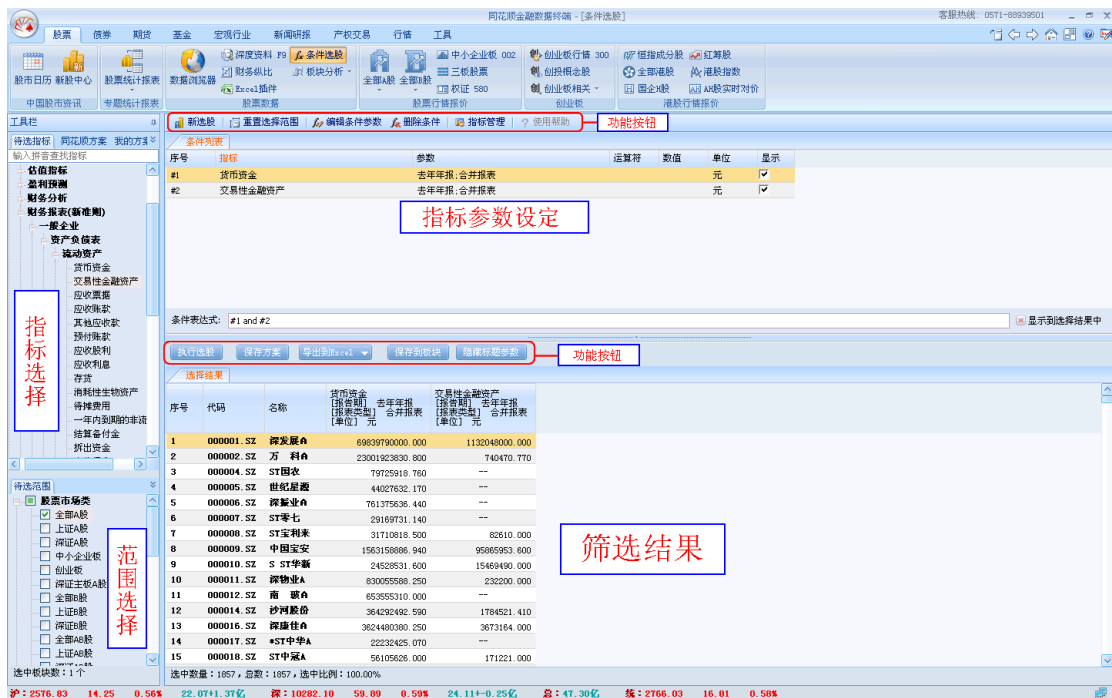 同花顺金融数据终端 - [条件选股]
客服热线: 0571-88939501
股票 债券 期货 基金 宏观行业 新闻研报 产权交易 行情 工具
股市日历 新股中心 股票统计报表 数据浏览器
深度资料 F9 条件选股
财务纵比 板块分析
Excel插件
全部A股 全部B股
中小企业板 002
三板股票
权证 580
创业板行情 300
创投概念股
创业板相关
恒指成分股 红筹股
全部港股 港股指数
国企H股 AH股实时对价
中国股市资讯 专题统计报表 股票数据 股票行情报价 创业板 港股行情报价
工具栏
待选指标 同花顺方案 我的方案
输入拼音查找指标
估值指标
盈利预测
财务分析
财务报表(新准则)
一般企业
资产负债表
流动资产
货币资金
交易性金融资产
应收票据
应收账款
其他应收款
预付账款
应收股利
应收利息
存货
消耗性生物资产
待摊费用
一年内到期的非流
结算备付金
拆出资金
指标选择
待选范围
股票市场类
全部A股
上证A股
深证A股
中小企业板
创业板
深证主板A股
全部B股
上证B股
深证B股
全部AB股
上证AB股
范围选择
选中板块数：1个
新选股 重置选择范围 编辑条件参数 删除条件 指标管理 ? 使用帮助
功能按钮
条件列表
序号 指标 参数 运算符 数值 单位 显示
#1 货币资金 去年年报;合并报表 元
#2 交易性金融资产 去年年报;合并报表 元
指标参数设定
条件表达式: #1 and #2 显示到选择结果中
执行选股 保存方案 导出到Excel 保存到板块 隐藏标题参数
功能按钮
选择结果
序号 代码 名称
货币资金
[报告期] 去年年报
[报表类型] 合并报表
[单位] 元
交易性金融资产
[报告期] 去年年报
[报表类型] 合并报表
[单位] 元
1 000001.SZ 深发展A 69839790000.000 1132048000.000
2 000002.SZ 万 科A 23001923830.800 740470.770
3 000004.SZ ST国农 79725918.760 --
4 000005.SZ 世纪星源 44027632.170 --
5 000006.SZ 深振业A 761375636.440 --
6 000007.SZ ST零七 29169731.140 --
7 000008.SZ ST宝利来 31710818.500 82610.000
8 000009.SZ 中国宝安 1563158886.940 95865953.600
9 000010.SZ S ST华新 24528531.600 15469490.000
10 000011.SZ 深物业A 830055588.250 232200.000
11 000012.SZ 南 玻A 653555310.000 --
12 000014.SZ 沙河股份 364292492.590 1784521.410
13 000016.SZ 深康佳A 3624480380.250 3673164.000
14 000017.SZ *ST中华A 22232425.070 --
15 000018.SZ ST中冠A 56105626.000 171221.000
筛选结果
选中数量：1857，总数：1857，选中比例：100.00%
沪:2576.83 14.25 0.56% 22.07+1.37亿 深:10282.10 59.89 0.59% 24.11+-0.25亿 总:47.30亿 统:2766.03 16.01 0.58%